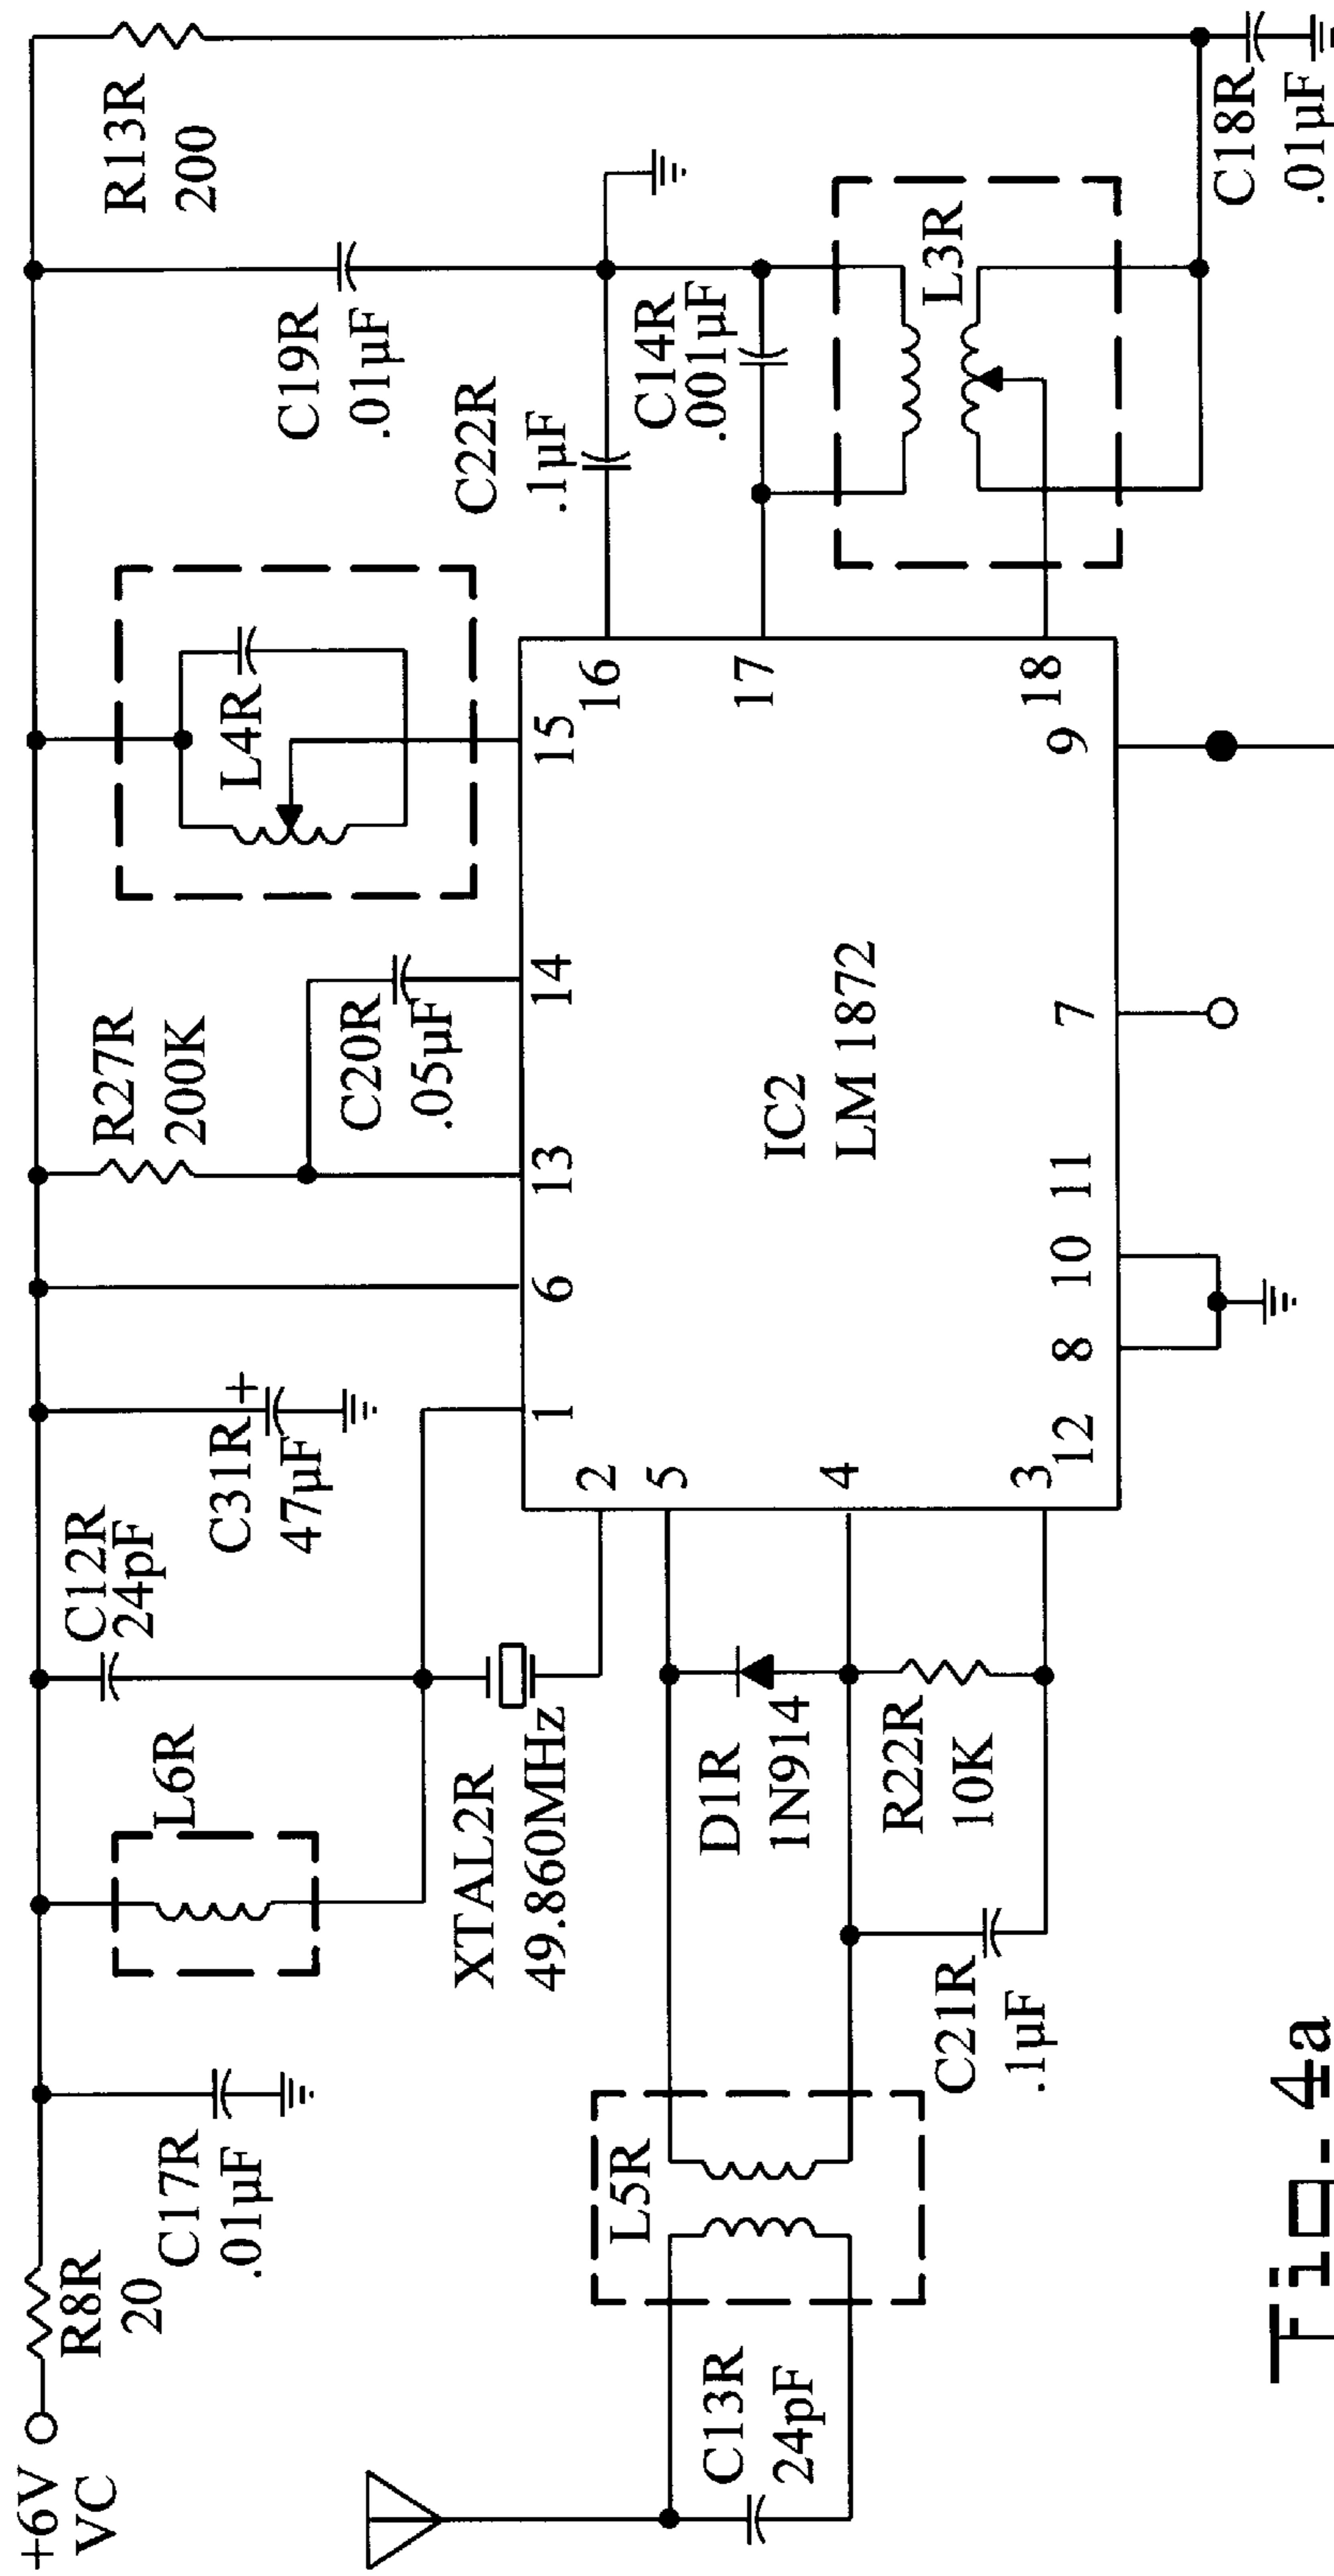 +6V
VC
R8R
20
C17R
.01µF
L6R
C12R
24pF
C31R
+
47µF
R27R
200K
C20R
.05µF
L4R
C19R
.01µF
R13R
200
C22R
.1µF
C14R
.001µF
L3R
C18R
.01µF
XTAL2R
49.860MHz
1
6
13
14
15
2
5
4
3
12
16
17
18
8
10
11
7
9
IC2
LM 1872
D1R
1N914
R22R
10K
C21R
.1µF
L5R
C13R
24pF
Fig. 4a